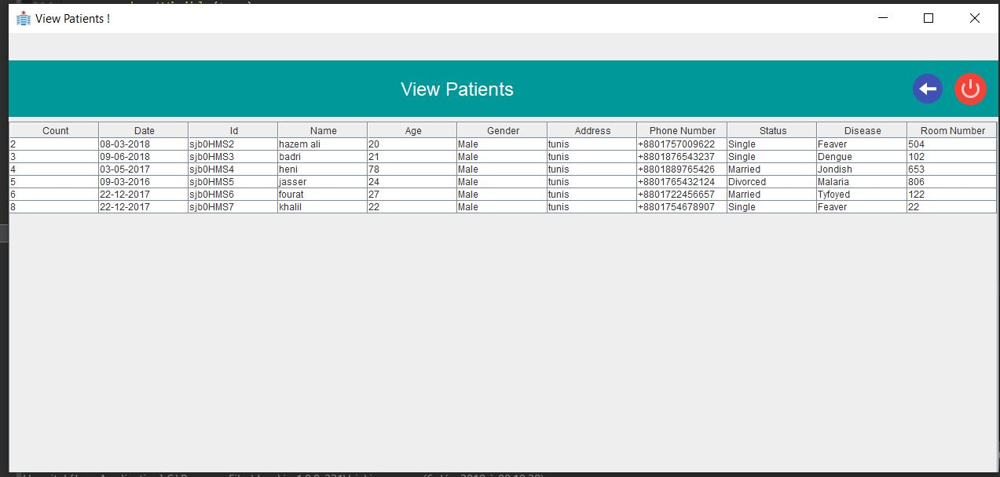 View Patients !
View Patients
Count Date Id Name Age Gender Address Phone Number Status Disease Room Number
2 08-03-2018 sjb0HMS2 hazem ali 20 Male tunis +8801757009622 Single Feaver 504
3 09-06-2018 sjb0HMS3 badri 21 Male tunis +8801876543237 Single Dengue 102
4 03-05-2017 sjb0HMS4 heni 78 Male tunis +8801889765426 Married Jondish 653
5 09-03-2016 sjb0HMS5 jasser 24 Male tunis +8801765432124 Divorced Malaria 806
6 22-12-2017 sjb0HMS6 fourat 27 Male tunis +8801722456657 Married Tyfoyed 122
8 22-12-2017 sjb0HMS7 khalil 22 Male tunis +8801754678907 Single Feaver 22